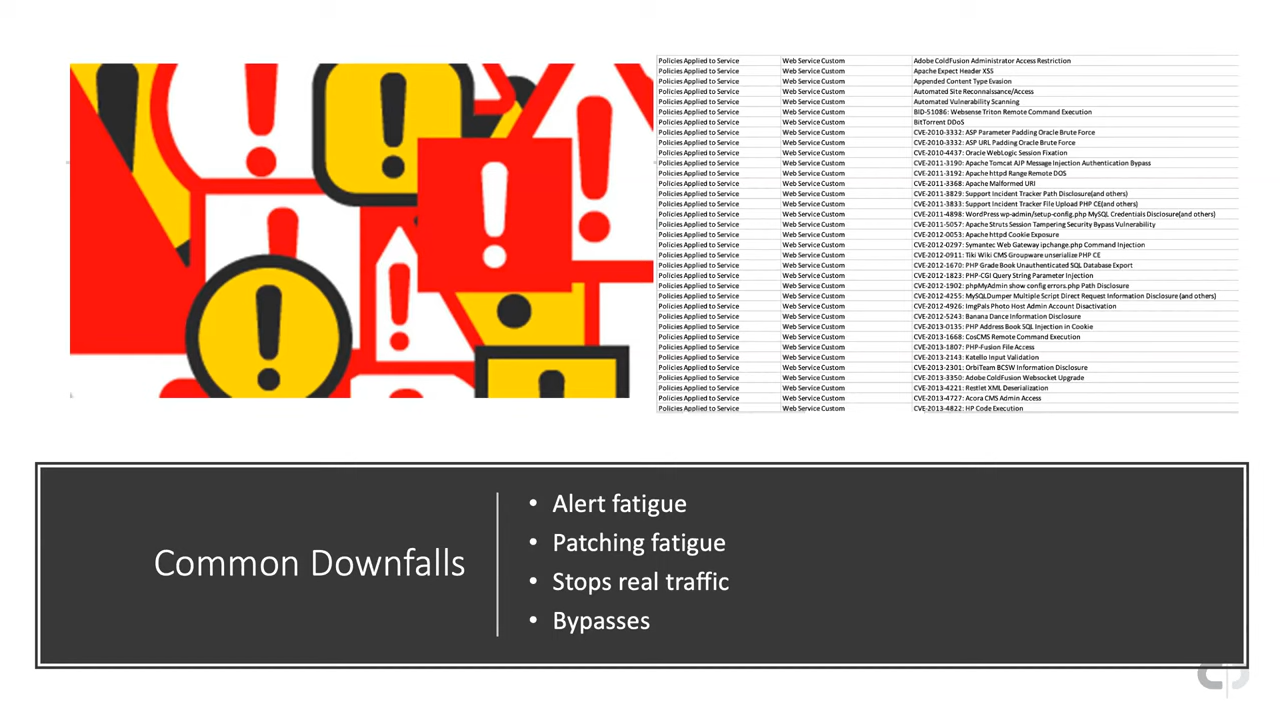 Policies Applied to Service Web Service Custom Adobe ColdFusion Administrator Access Restriction
Policies Applied to Service Web Service Custom Apache Expect Header XSS
Policies Applied to Service Web Service Custom Appended Content Type Evasion
Policies Applied to Service Web Service Custom Automated Site Reconnaissance/Access
Policies Applied to Service Web Service Custom Automated Vulnerability Scanning
Policies Applied to Service Web Service Custom BID-51086: Websense Triton Remote Command Execution
Policies Applied to Service Web Service Custom BitTorrent DDoS
Policies Applied to Service Web Service Custom CVE-2010-3332: ASP Parameter Padding Oracle Brute Force
Policies Applied to Service Web Service Custom CVE-2010-3332: ASP URL Padding Oracle Brute Force
Policies Applied to Service Web Service Custom CVE-2010-4437: Oracle WebLogic Session Fixation
Policies Applied to Service Web Service Custom CVE-2011-3190: Apache Tomcat AJP Message Injection Authentication Bypass
Policies Applied to Service Web Service Custom CVE-2011-3192: Apache httpd Range Remote DOS
Policies Applied to Service Web Service Custom CVE-2011-3368: Apache Malformed URI
Policies Applied to Service Web Service Custom CVE-2011-3829: Support Incident Tracker Path Disclosure(and others)
Policies Applied to Service Web Service Custom CVE-2011-3833: Support Incident Tracker File Upload PHP CE(and others)
Policies Applied to Service Web Service Custom CVE-2011-4898: WordPress wp-admin/setup-config.php MySQL Credentials Disclosure(and others)
Policies Applied to Service Web Service Custom CVE-2011-5057: Apache Struts Session Tampering Security Bypass Vulnerability
Policies Applied to Service Web Service Custom CVE-2012-0053: Apache httpd Cookie Exposure
Policies Applied to Service Web Service Custom CVE-2012-0297: Symantec Web Gateway ipchange.php Command Injection
Policies Applied to Service Web Service Custom CVE-2012-0911: Tiki Wiki CMS Groupware unserialize PHP CE
Policies Applied to Service Web Service Custom CVE-2012-1670: PHP Grade Book Unauthenticated SQL Database Export
Policies Applied to Service Web Service Custom CVE-2012-1823: PHP-CGI Query String Parameter Injection
Policies Applied to Service Web Service Custom CVE-2012-1902: phpMyAdmin show config errors.php Path Disclosure
Policies Applied to Service Web Service Custom CVE-2012-4255: MySQLDumper Multiple Script Direct Request Information Disclosure (and others)
Policies Applied to Service Web Service Custom CVE-2012-4926: ImgPals Photo Host Admin Account Disactivation
Policies Applied to Service Web Service Custom CVE-2012-5243: Banana Dance Information Disclosure
Policies Applied to Service Web Service Custom CVE-2013-0135: PHP Address Book SQL Injection in Cookie
Policies Applied to Service Web Service Custom CVE-2013-1668: CosCMS Remote Command Execution
Policies Applied to Service Web Service Custom CVE-2013-1807: PHP-Fusion File Access
Policies Applied to Service Web Service Custom CVE-2013-2143: Katello Input Validation
Policies Applied to Service Web Service Custom CVE-2013-2301: OrbiTeam BCSW Information Disclosure
Policies Applied to Service Web Service Custom CVE-2013-3350: Adobe ColdFusion Websocket Upgrade
Policies Applied to Service Web Service Custom CVE-2013-4221: Restlet XML Deserialization
Policies Applied to Service Web Service Custom CVE-2013-4727: Acora CMS Admin Access
Policies Applied to Service Web Service Custom CVE-2013-4822: HP Code Execution
Common Downfalls
• Alert fatigue
• Patching fatigue
• Stops real traffic
• Bypasses